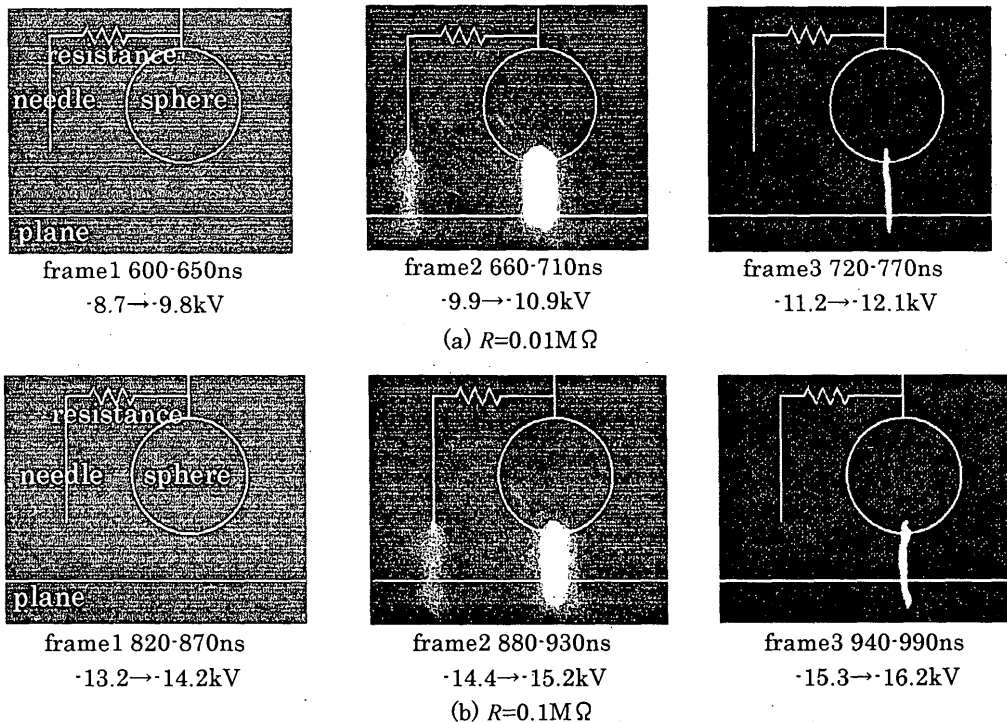 resistance
needle sphere
plane
frame1 600-650ns
-8.7→-9.8kV
frame2 660-710ns
-9.9→-10.9kV
frame3 720-770ns
-11.2→-12.1kV
(a) R=0.01MΩ
resistance
needle sphere
plane
frame1 820-870ns
-13.2→-14.2kV
frame2 880-930ns
-14.4→-15.2kV
frame3 940-990ns
-15.3→-16.2kV
(b) R=0.1MΩ